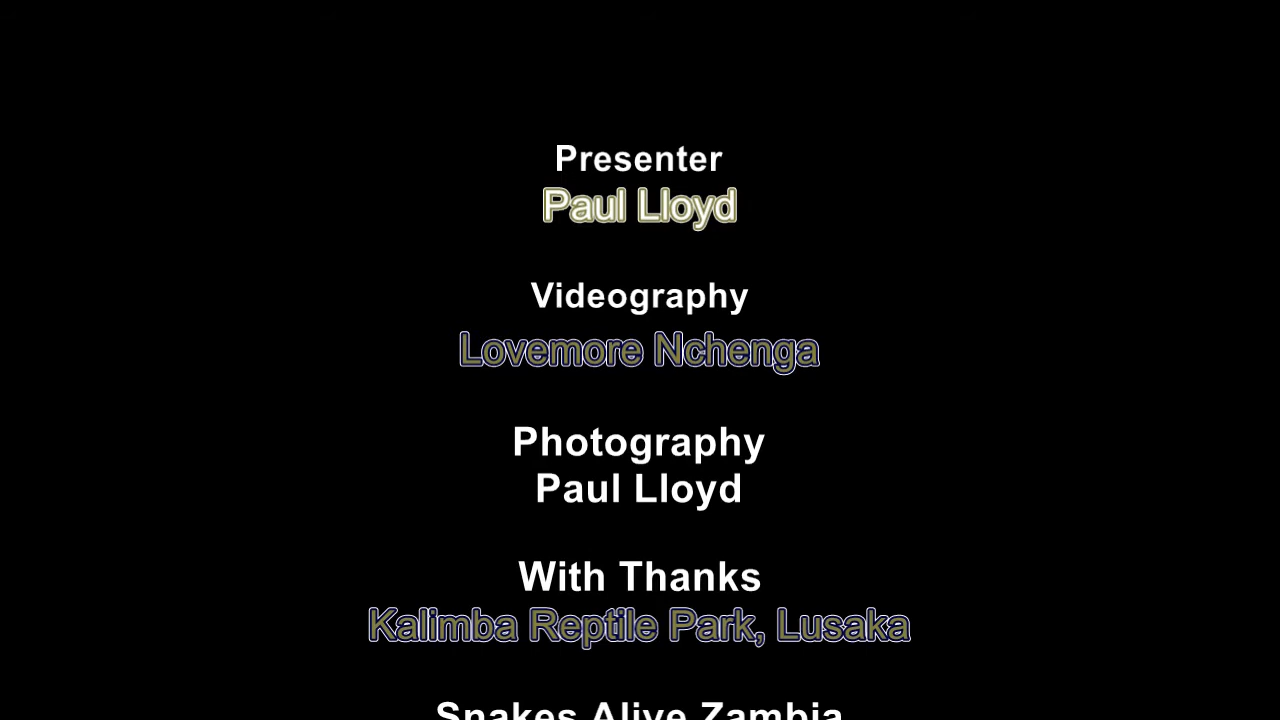 Presenter
Paul Lloyd
Videography
Lovemore Nchenga
Photography
Paul Lloyd
With Thanks
Kalimba Reptile Park, Lusaka
Snakes Alive Zambia